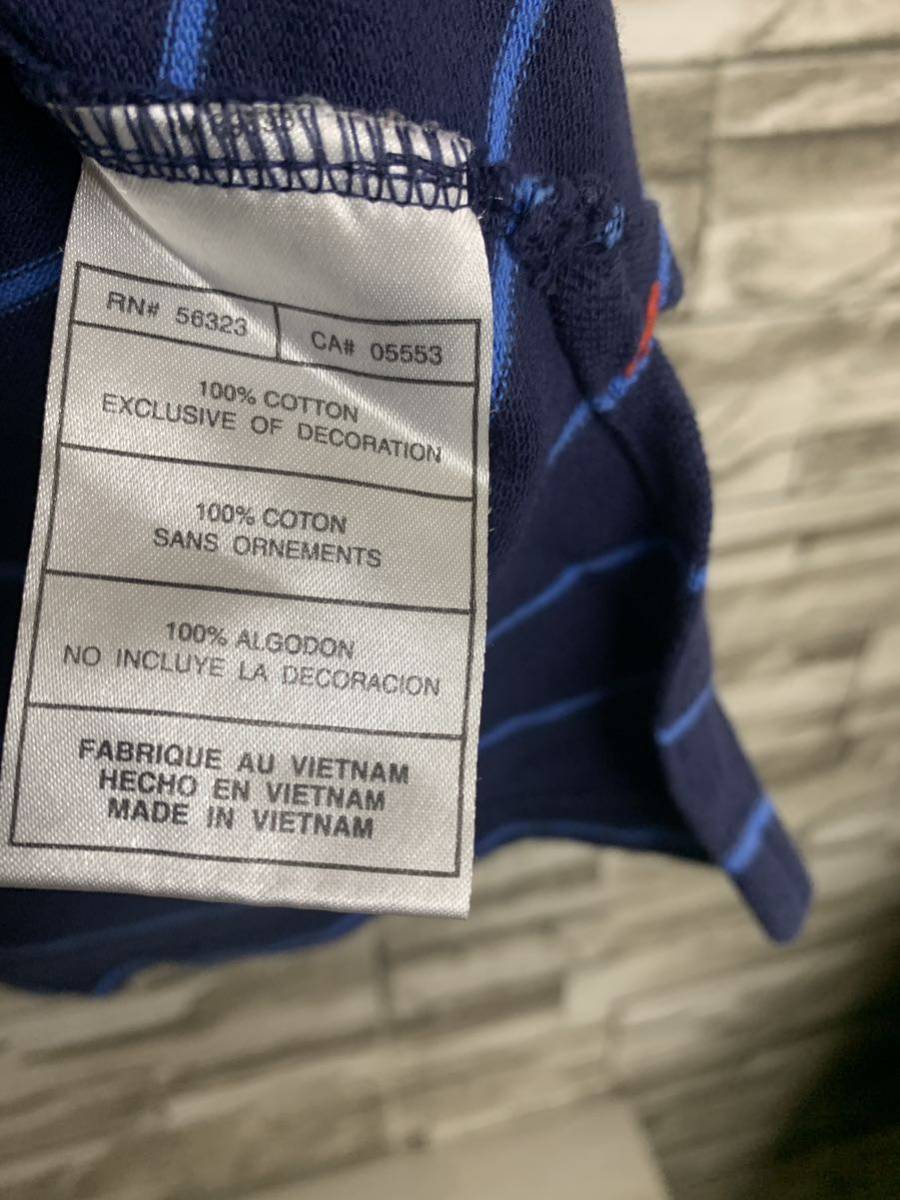 RN# 56323
CA# 05553
100% COTTON
EXCLUSIVE OF DECORATION
100% COTON
SANS ORNEMENTS
100% ALGODON
NO INCLUYE LA DECORACION
FABRIQUE AU VIETNAM
HECHO EN VIETNAM
MADE IN VIETNAM